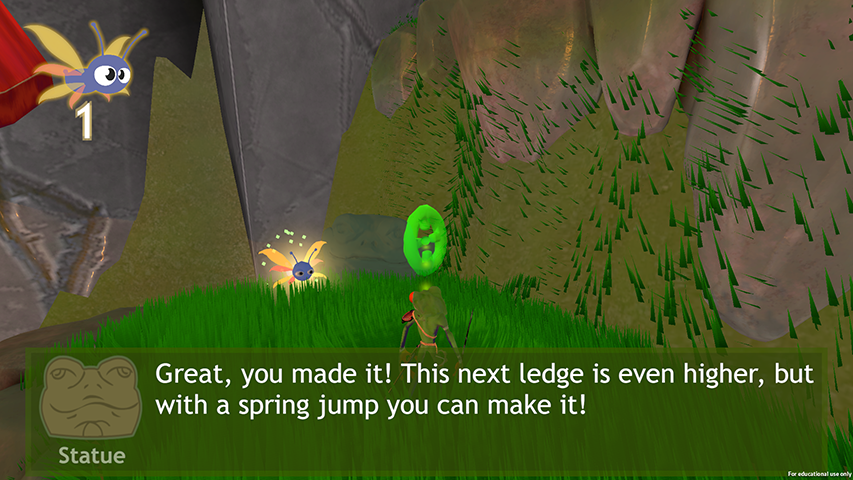 1
Great, you made it! This next ledge is even higher, but
with a spring jump you can make it!
Statue
For educational use only